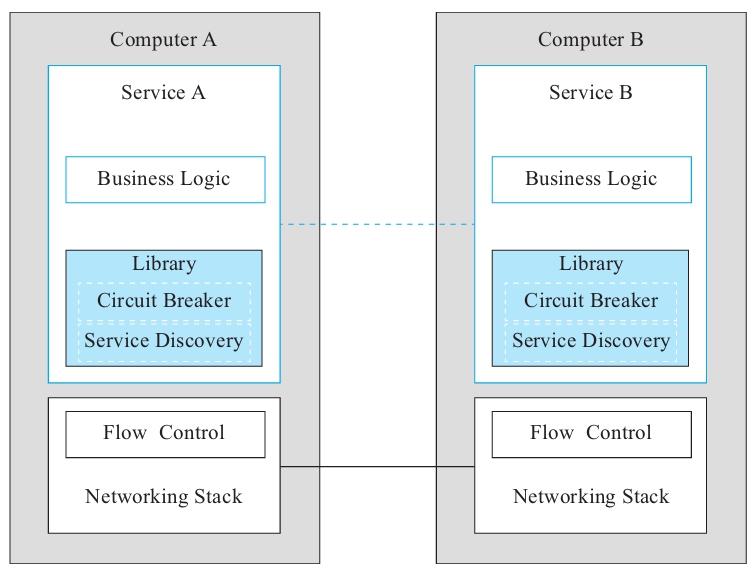 Computer A
Service A
Business Logic
Library
Circuit Breaker
Service Discovery
Flow Control
Networking Stack
Computer B
Service B
Business Logic
Library
Circuit Breaker
Service Discovery
Flow Control
Networking Stack